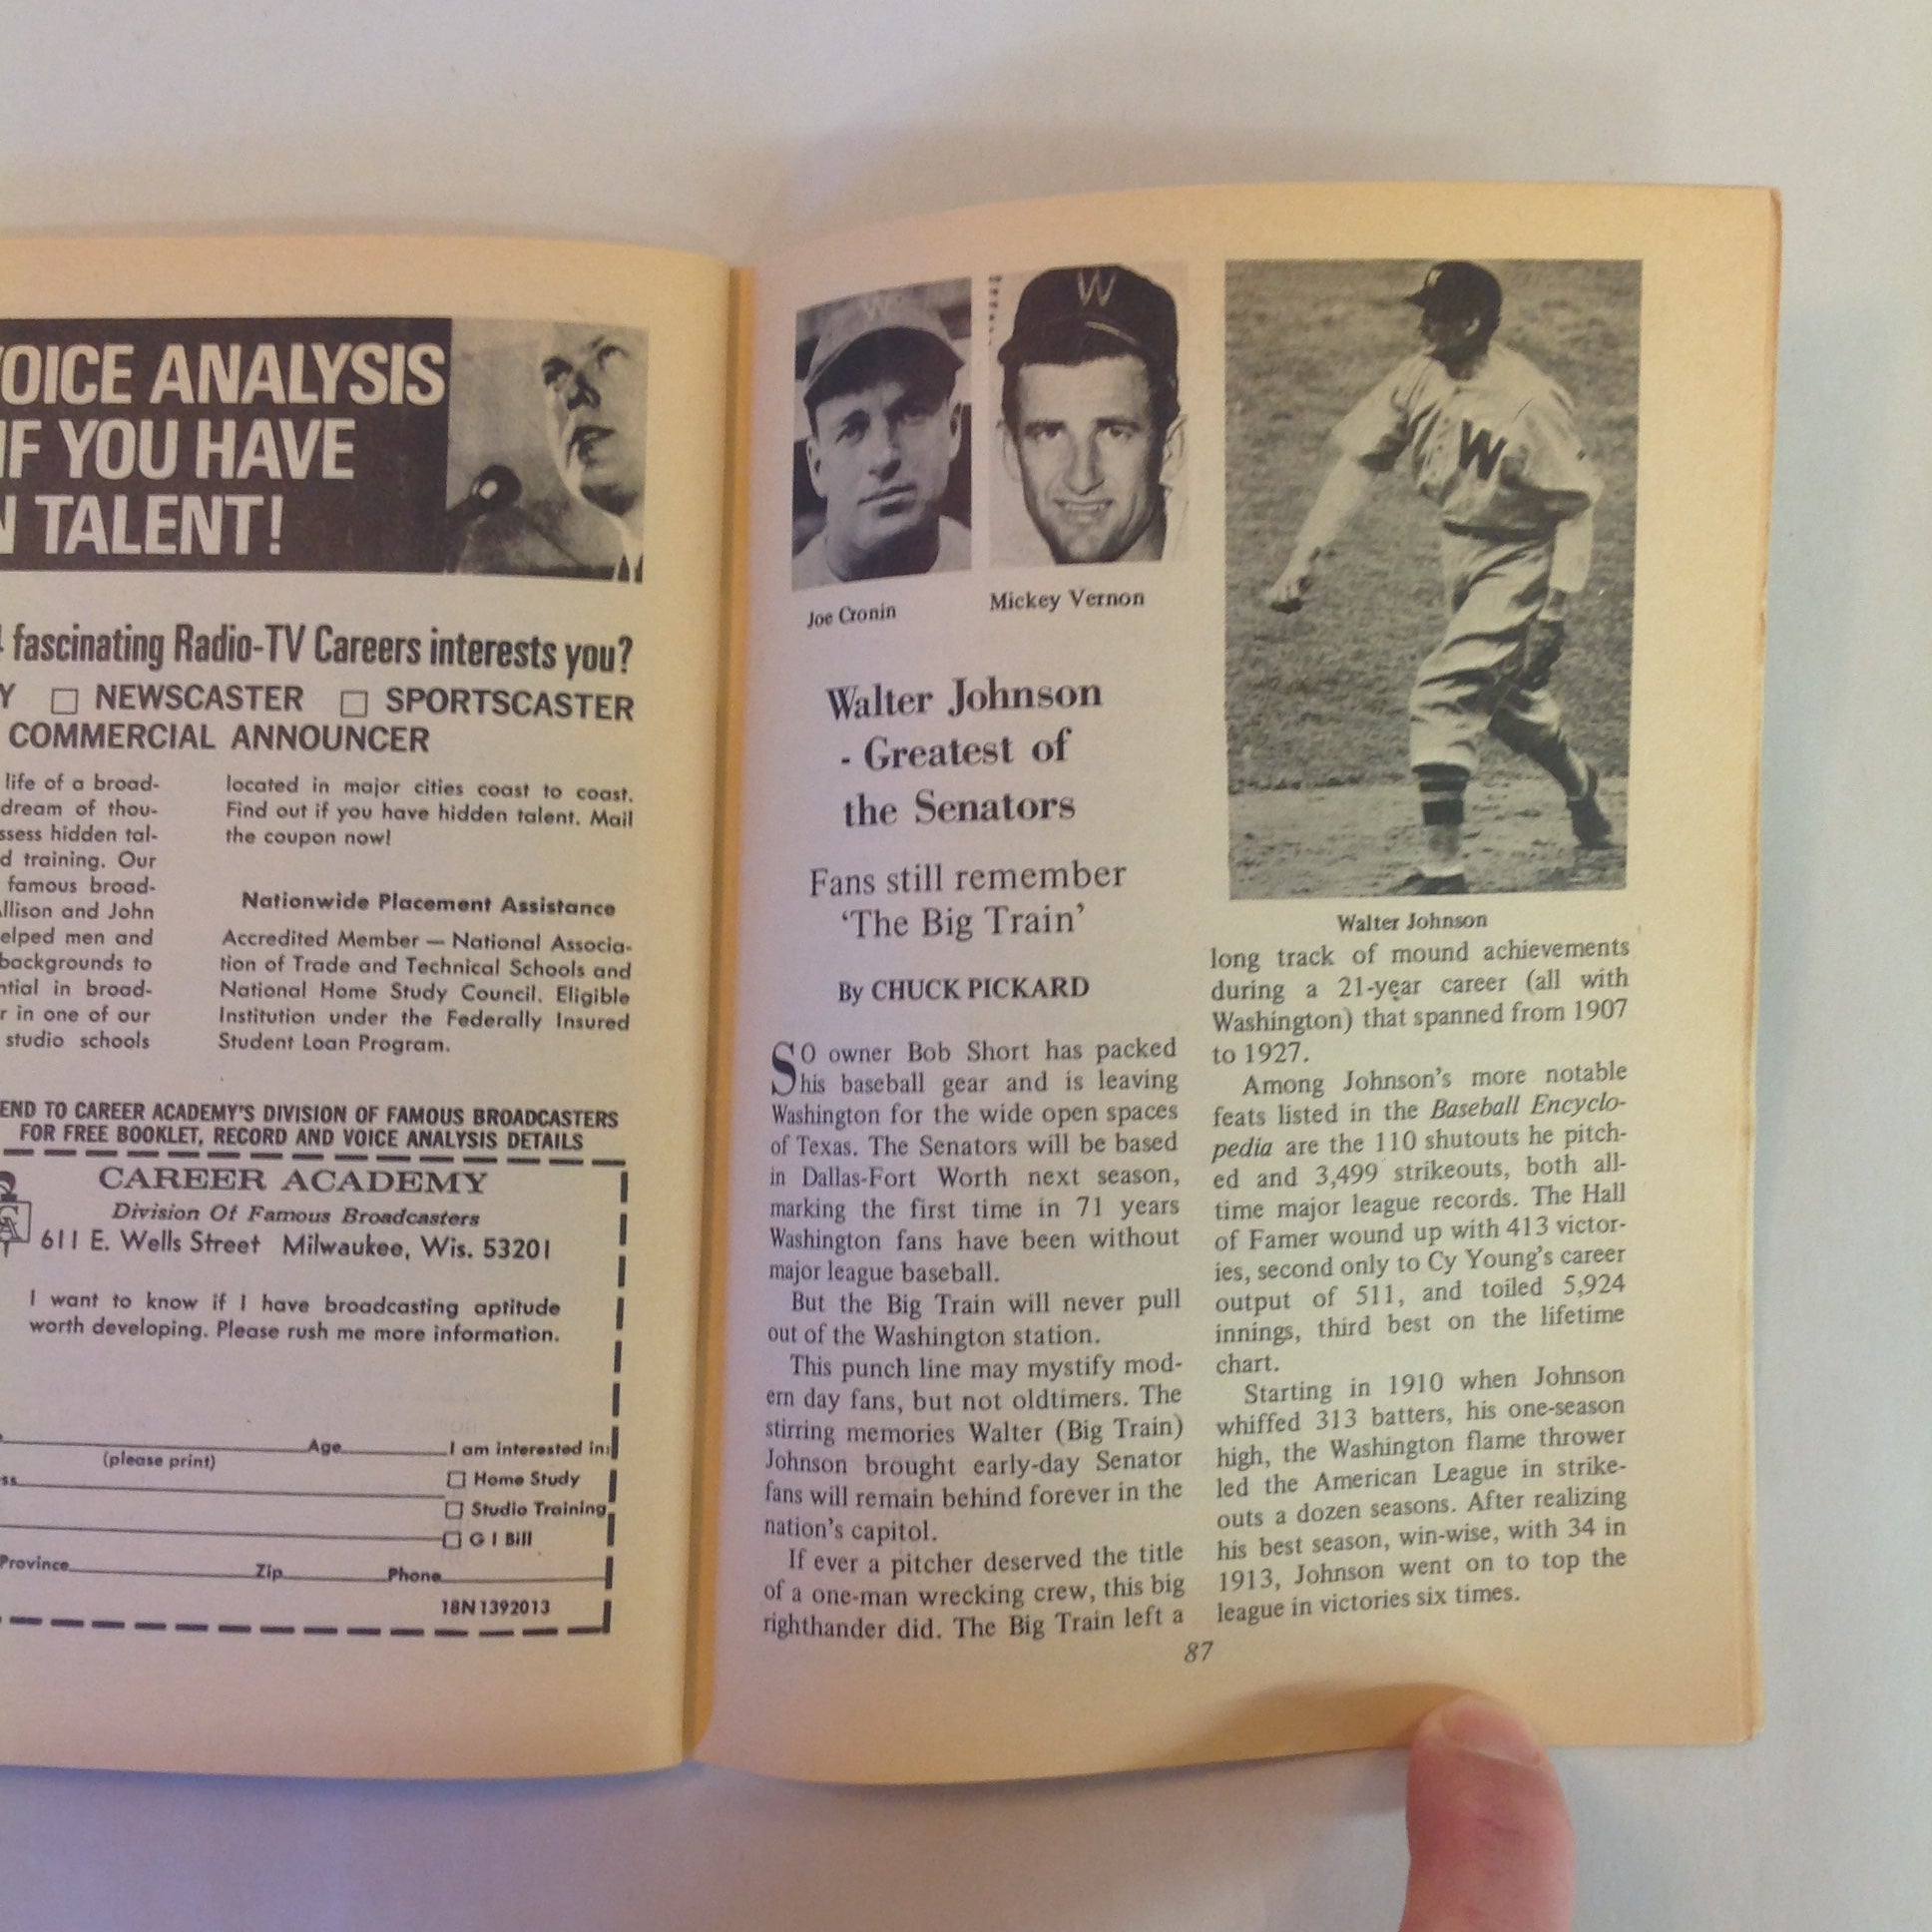 OICE ANALYSIS
IF YOU HAVE
N TALENT!
fascinating Radio-TV Careers interests you?
Y □ NEWSCASTER □ SPORTSCASTER
COMMERCIAL ANNOUNCER
life of a broad-
dream of thou-
ssess hidden tal-
d training. Our
famous broad-
llison and John
elped men and
backgrounds to
ntial in broad-
r in one of our
studio schools
located in major cities coast to coast.
Find out if you have hidden talent. Mail
the coupon now!
Nationwide Placement Assistance
Accredited Member — National Associa-
tion of Trade and Technical Schools and
National Home Study Council. Eligible
Institution under the Federally Insured
Student Loan Program.
END TO CAREER ACADEMY'S DIVISION OF FAMOUS BROADCASTERS
FOR FREE BOOKLET, RECORD AND VOICE ANALYSIS DETAILS
CAREER ACADEMY
Division Of Famous Broadcasters
611 E. Wells Street Milwaukee, Wis. 53201
I want to know if I have broadcasting aptitude
worth developing. Please rush me more information.
Age I am interested in:
(please print)
□ Home Study
ss
□ Studio Training
□ G I Bill
Province Zip Phone
18N1392013
W
W
W
Joe Cronin
Mickey Vernon
Walter Johnson
- Greatest of
the Senators
Fans still remember
'The Big Train'
By CHUCK PICKARD
SO owner Bob Short has packed
his baseball gear and is leaving
Washington for the wide open spaces
of Texas. The Senators will be based
in Dallas-Fort Worth next season,
marking the first time in 71 years
Washington fans have been without
major league baseball.
But the Big Train will never pull
out of the Washington station.
This punch line may mystify mod-
ern day fans, but not oldtimers. The
stirring memories Walter (Big Train)
Johnson brought early-day Senator
fans will remain behind forever in the
nation's capitol.
If ever a pitcher deserved the title
of a one-man wrecking crew, this big
righthander did. The Big Train left a
Walter Johnson
long track of mound achievements
during a 21-year career (all with
Washington) that spanned from 1907
to 1927.
Among Johnson's more notable
feats listed in the Baseball Encyclo-
pedia are the 110 shutouts he pitch-
ed and 3,499 strikeouts, both all-
time major league records. The Hall
of Famer wound up with 413 victor-
ies, second only to Cy Young's career
output of 511, and toiled 5,924
innings, third best on the lifetime
chart.
Starting in 1910 when Johnson
whiffed 313 batters, his one-season
high, the Washington flame thrower
led the American League in strike-
outs a dozen seasons. After realizing
his best season, win-wise, with 34 in
1913, Johnson went on to top the
league in victories six times.
87